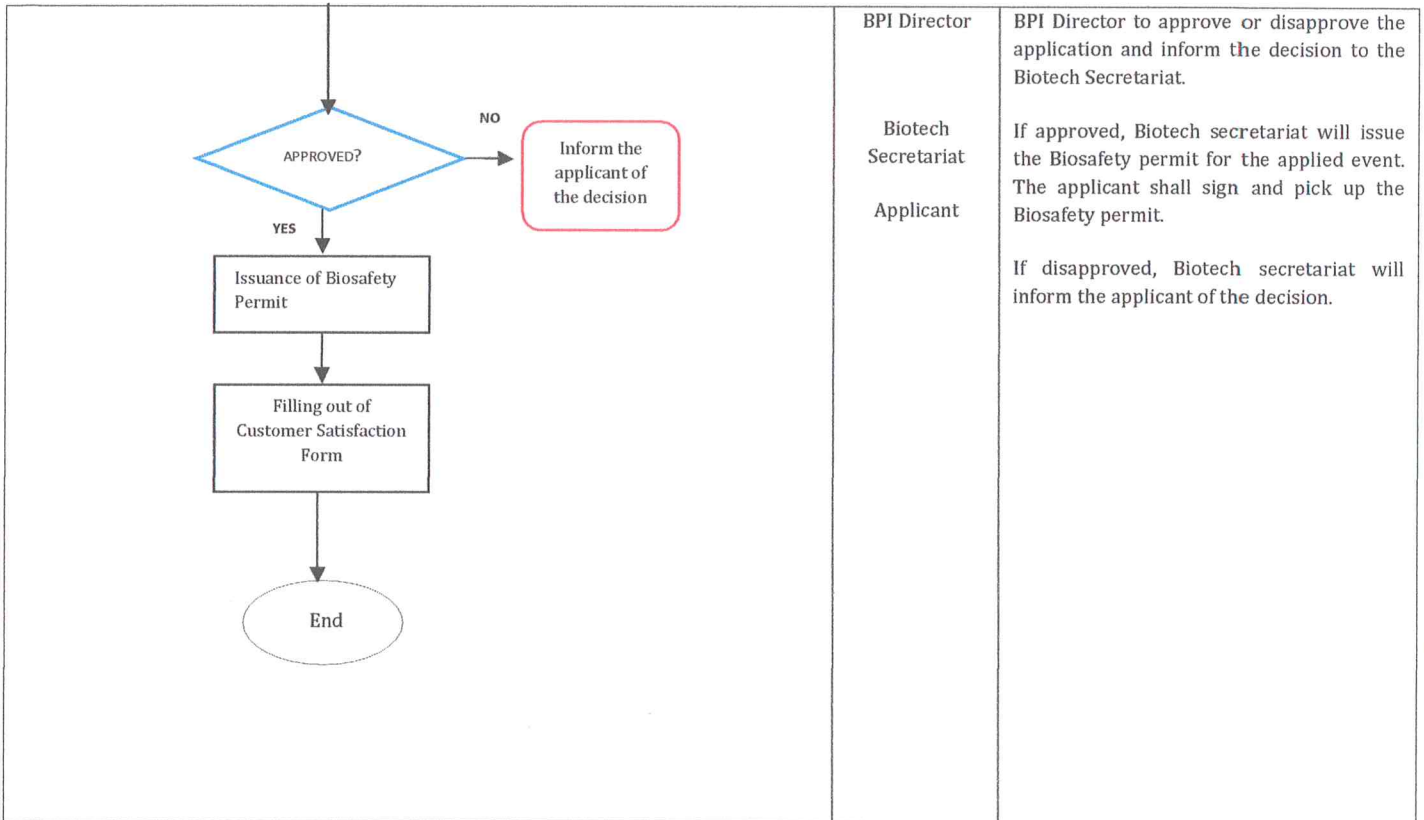 APPROVED?
NO
Inform the
applicant of
the decision
YES
Issuance of Biosafety
Permit
Filling out of
Customer Satisfaction
Form
End
BPI Director
Biotech
Secretariat
Applicant
BPI Director to approve or disapprove the
application and inform the decision to the
Biotech Secretariat.
If approved, Biotech secretariat will issue
the Biosafety permit for the applied event.
The applicant shall sign and pick up the
Biosafety permit.
If disapproved, Biotech secretariat will
inform the applicant of the decision.